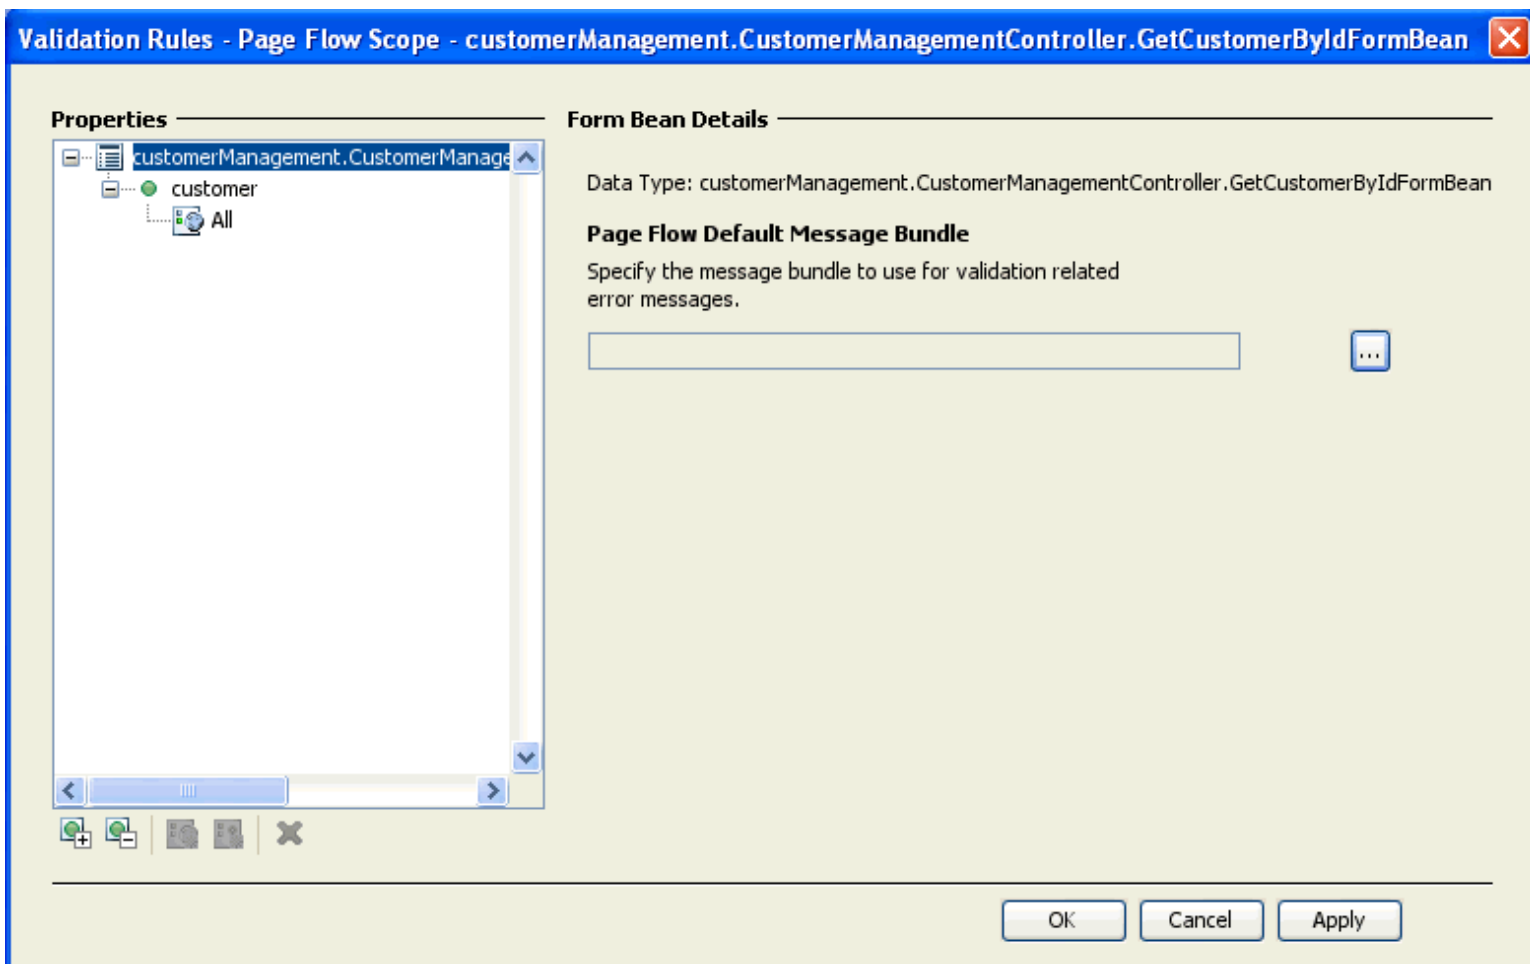 Validation Rules - Page Flow Scope - customerManagement.CustomerManagementController.GetCustomerByIdFormBean
Properties
customerManagement.CustomerManage
customer
All
Form Bean Details
Data Type: customerManagement.CustomerManagementController.GetCustomerByIdFormBean
Page Flow Default Message Bundle
Specify the message bundle to use for validation related
error messages.
...
OK
Cancel
Apply